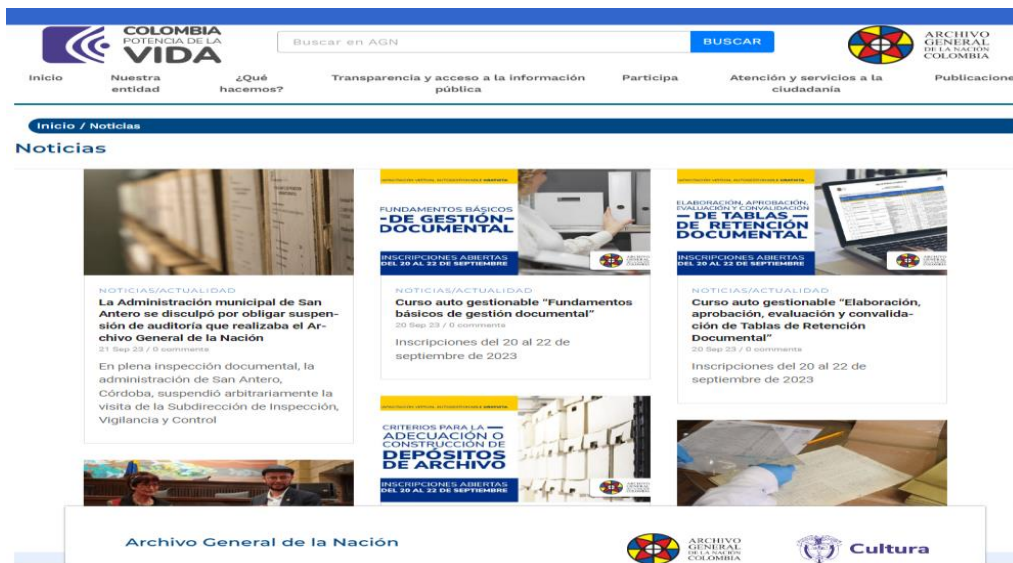 COLOMBIA
POTENCIA DE LA
VIDA
Buscar en AGN
BUSCAR
ARCHIVO
GENERAL
DE LA NACIÓN
COLOMBIA
Inicio
Nuestra
entidad
¿Qué
hacemos?
Transparencia y acceso a la información
pública
Participa
Atención y servicios a la
ciudadanía
Publicacione
Inicio / Noticias
Noticias
FUNDAMENTOS BÁSICOS
-DE GESTIÓN-
DOCUMENTAL
INSCRIPCIONES ABIERTAS
DEL 20 AL 22 DE SEPTIEMBRE
ELABORACIÓN, APROBACIÓN,
EVALUACIÓN Y CONVALIDACIÓN
— DE TABLAS —
DE RETENCIÓN
DOCUMENTAL
INSCRIPCIONES ABIERTAS
DEL 20 AL 22 DE SEPTIEMBRE
NOTICIAS/ACTUALIDAD
La Administración municipal de San
Antero se disculpó por obligar suspen-
sión de auditoría que realizaba el Ar-
chivo General de la Nación
21 Sep 23 / 0 comments
En plena inspección documental, la
administración de San Antero,
Córdoba, suspendió arbitrariamente la
visita de la Subdirección de Inspección,
Vigilancia y Control
NOTICIAS/ACTUALIDAD
Curso auto gestionable "Fundamentos
básicos de gestión documental"
20 Sep 23 / 0 comments
Inscripciones del 20 al 22 de
septiembre de 2023
NOTICIAS/ACTUALIDAD
Curso auto gestionable "Elaboración,
aprobación, evaluación y convalida-
ción de Tablas de Retención
Documental"
20 Sep 23 / 0 comments
Inscripciones del 20 al 22 de
septiembre de 2023
CRITERIOS PARA LA —
ADECUACIÓN O
CONSTRUCCIÓN DE
DEPÓSITOS
DE ARCHIVO
INSCRIPCIONES ABIERTAS
DEL 20 AL 22 DE SEPTIEMBRE
Archivo General de la Nación
ARCHIVO
GENERAL
DE LA NACIÓN
COLOMBIA
Cultura